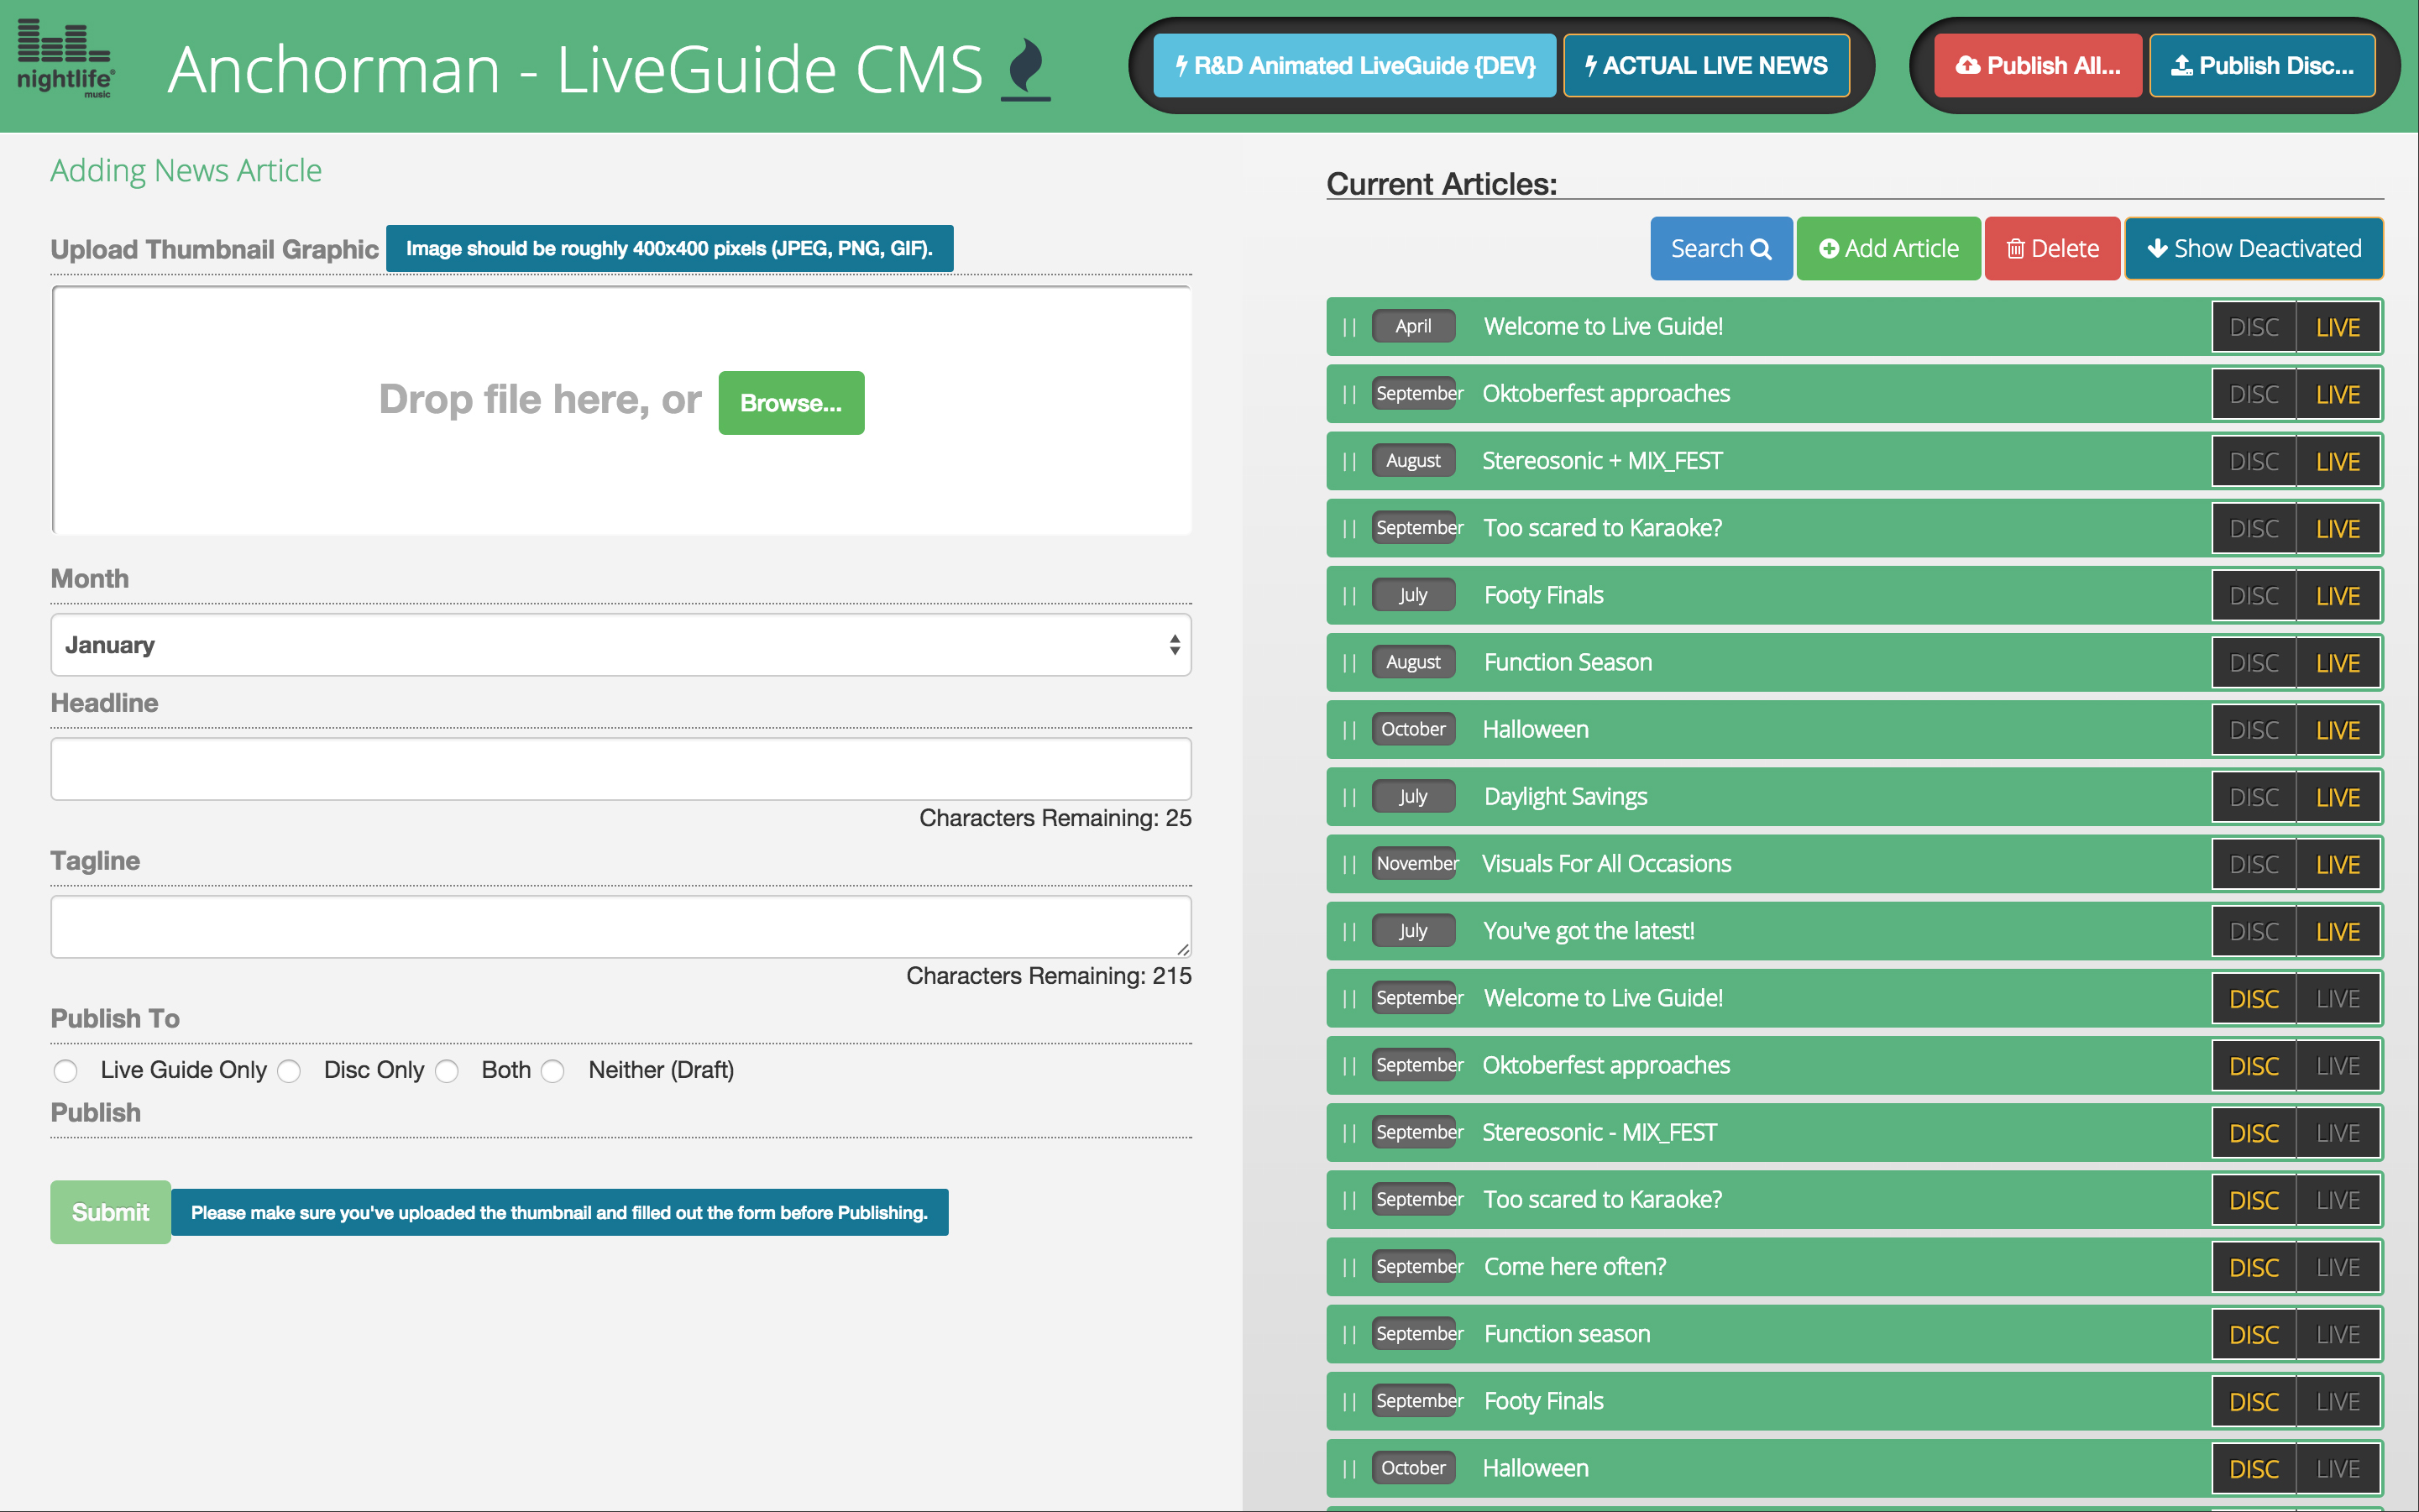 nightlife
music
Anchorman - LiveGuide CMS
R&D Animated LiveGuide {DEV}
ACTUAL LIVE NEWS
Publish All...
Publish Disc...
Adding News Article
Upload Thumbnail Graphic
Image should be roughly 400x400 pixels (JPEG, PNG, GIF).
Drop file here, or
Browse...
Month
January
Headline
Characters Remaining: 25
Tagline
Characters Remaining: 215
Publish To
Live Guide Only Disc Only Both Neither (Draft)
Publish
Submit
Please make sure you've uploaded the thumbnail and filled out the form before Publishing.
Current Articles:
Search Add Article Delete Show Deactivated
April Welcome to Live Guide! DISC LIVE
September Oktoberfest approaches DISC LIVE
August Stereosonic + MIX_FEST DISC LIVE
September Too scared to Karaoke? DISC LIVE
July Footy Finals DISC LIVE
August Function Season DISC LIVE
October Halloween DISC LIVE
July Daylight Savings DISC LIVE
November Visuals For All Occasions DISC LIVE
July You've got the latest! DISC LIVE
September Welcome to Live Guide! DISC LIVE
September Oktoberfest approaches DISC LIVE
September Stereosonic - MIX_FEST DISC LIVE
September Too scared to Karaoke? DISC LIVE
September Come here often? DISC LIVE
September Function season DISC LIVE
September Footy Finals DISC LIVE
October Halloween DISC LIVE